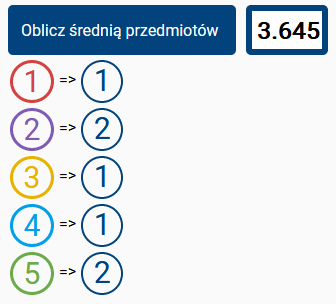 Oblicz średnią przedmiotów 3.645
1 => 1
2 => 2
3 => 1
4 => 1
5 => 2